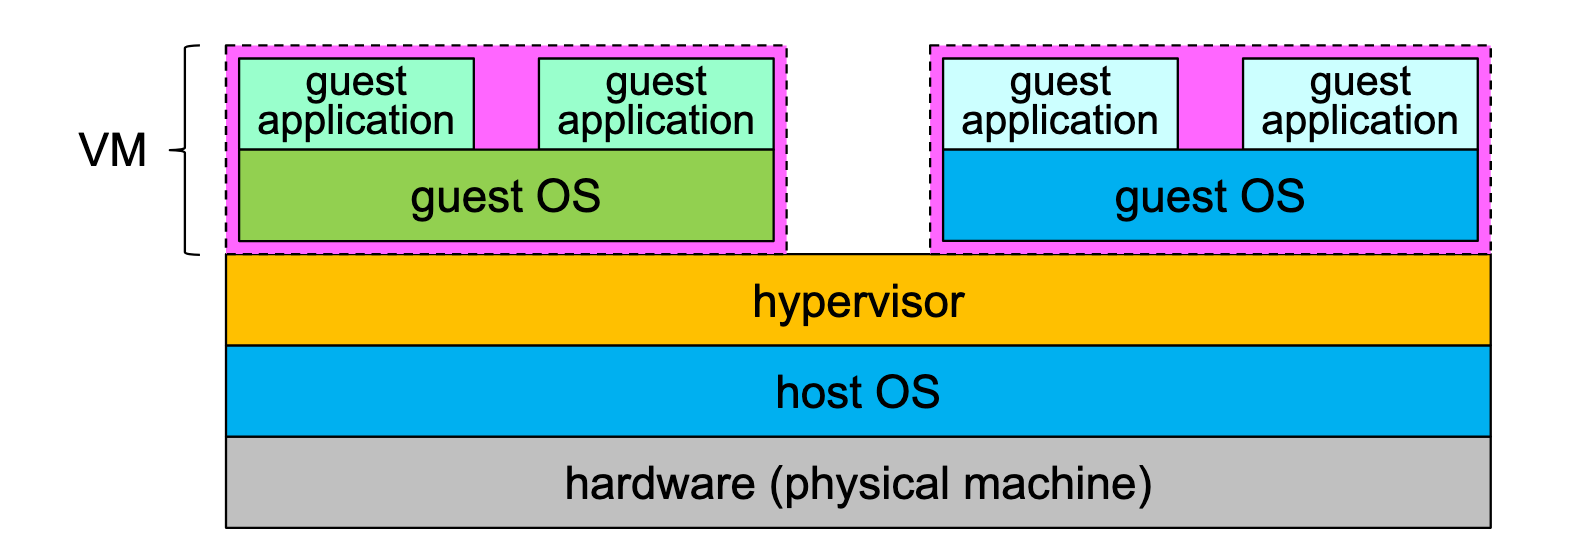 guest
application
guest
application
guest
application
guest
application
VM
guest OS
guest OS
hypervisor
host OS
hardware (physical machine)